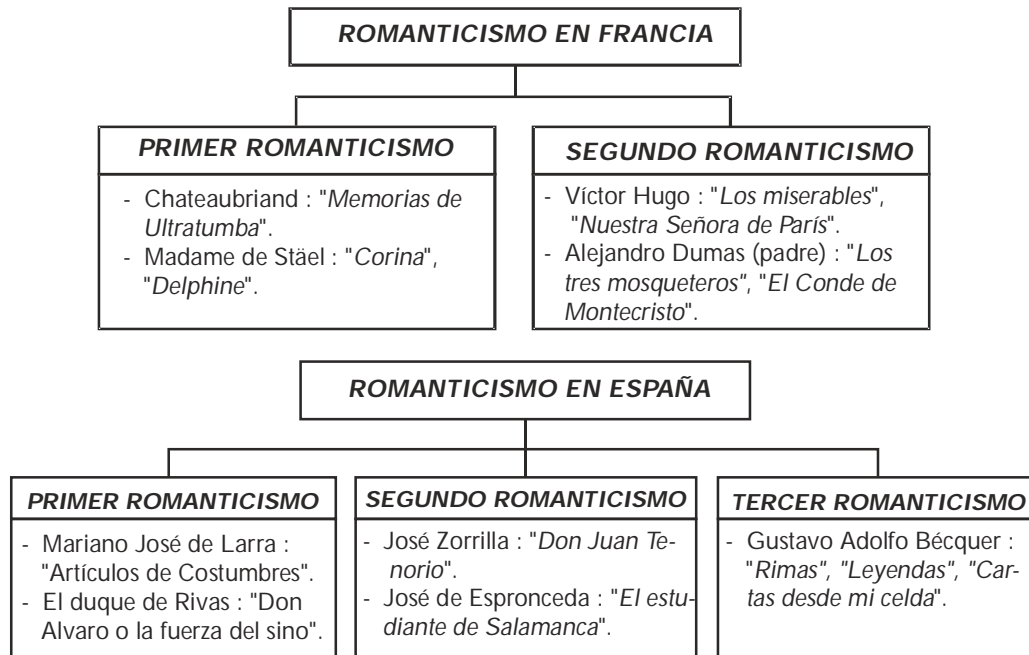 ROMANTICISMO EN FRANCIA
PRIMER ROMANTICISMO
- Chateaubriand : "Memorias de
Ultratumba".
- Madame de Stäel : "Corina",
"Delphine".
SEGUNDO ROMANTICISMO
- Víctor Hugo : "Los miserables",
"Nuestra Señora de París".
- Alejandro Dumas (padre) : "Los
tres mosqueteros", "El Conde de
Montecristo".
ROMANTICISMO EN ESPAÑA
PRIMER ROMANTICISMO
- Mariano José de Larra :
"Artículos de Costumbres".
- El duque de Rivas : "Don
Alvaro o la fuerza del sino".
SEGUNDO ROMANTICISMO
- José Zorrilla : "Don Juan Te-
norio".
- José de Espronceda : "El estu-
diante de Salamanca".
TERCER ROMANTICISMO
- Gustavo Adolfo Bécquer :
"Rimas", "Leyendas", "Car-
tas desde mi celda".